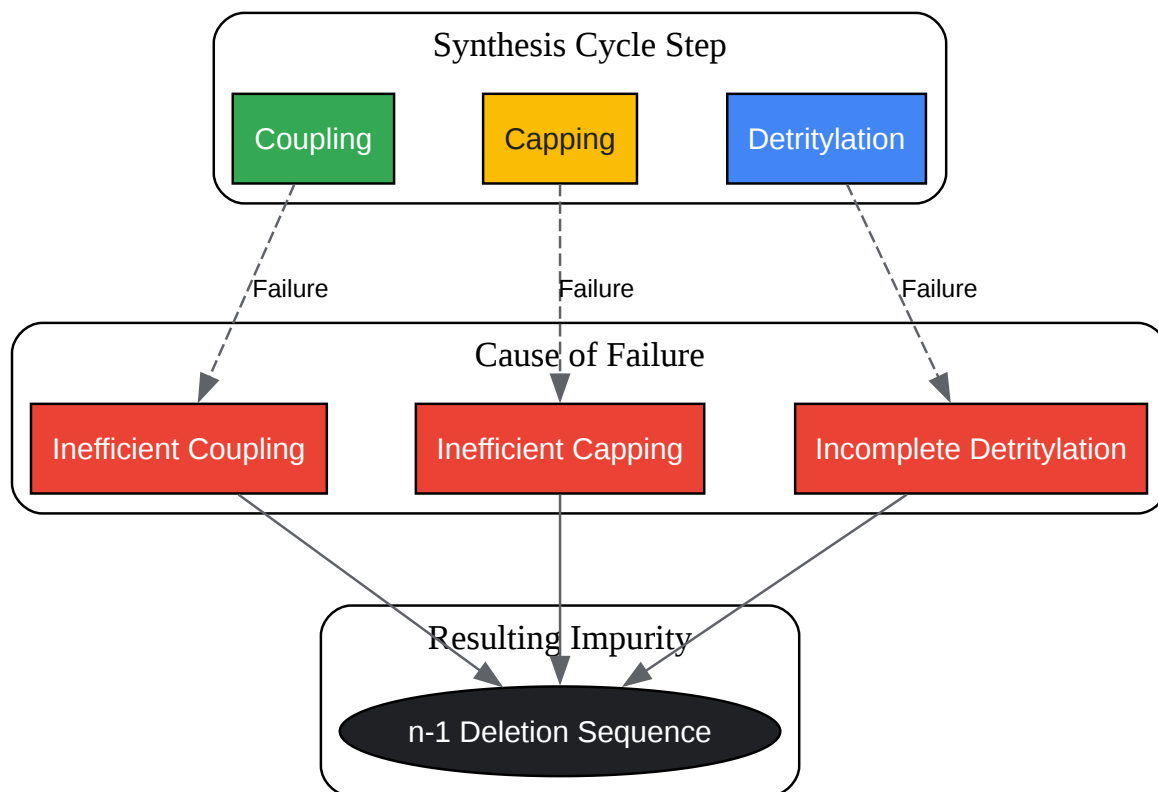 Synthesis Cycle Step
Coupling
Capping
Detritylation
Failure
Failure
Failure
Cause of Failure
Inefficient Coupling
Inefficient Capping
Incomplete Detritylation
Resulting Impurity
n-1 Deletion Sequence